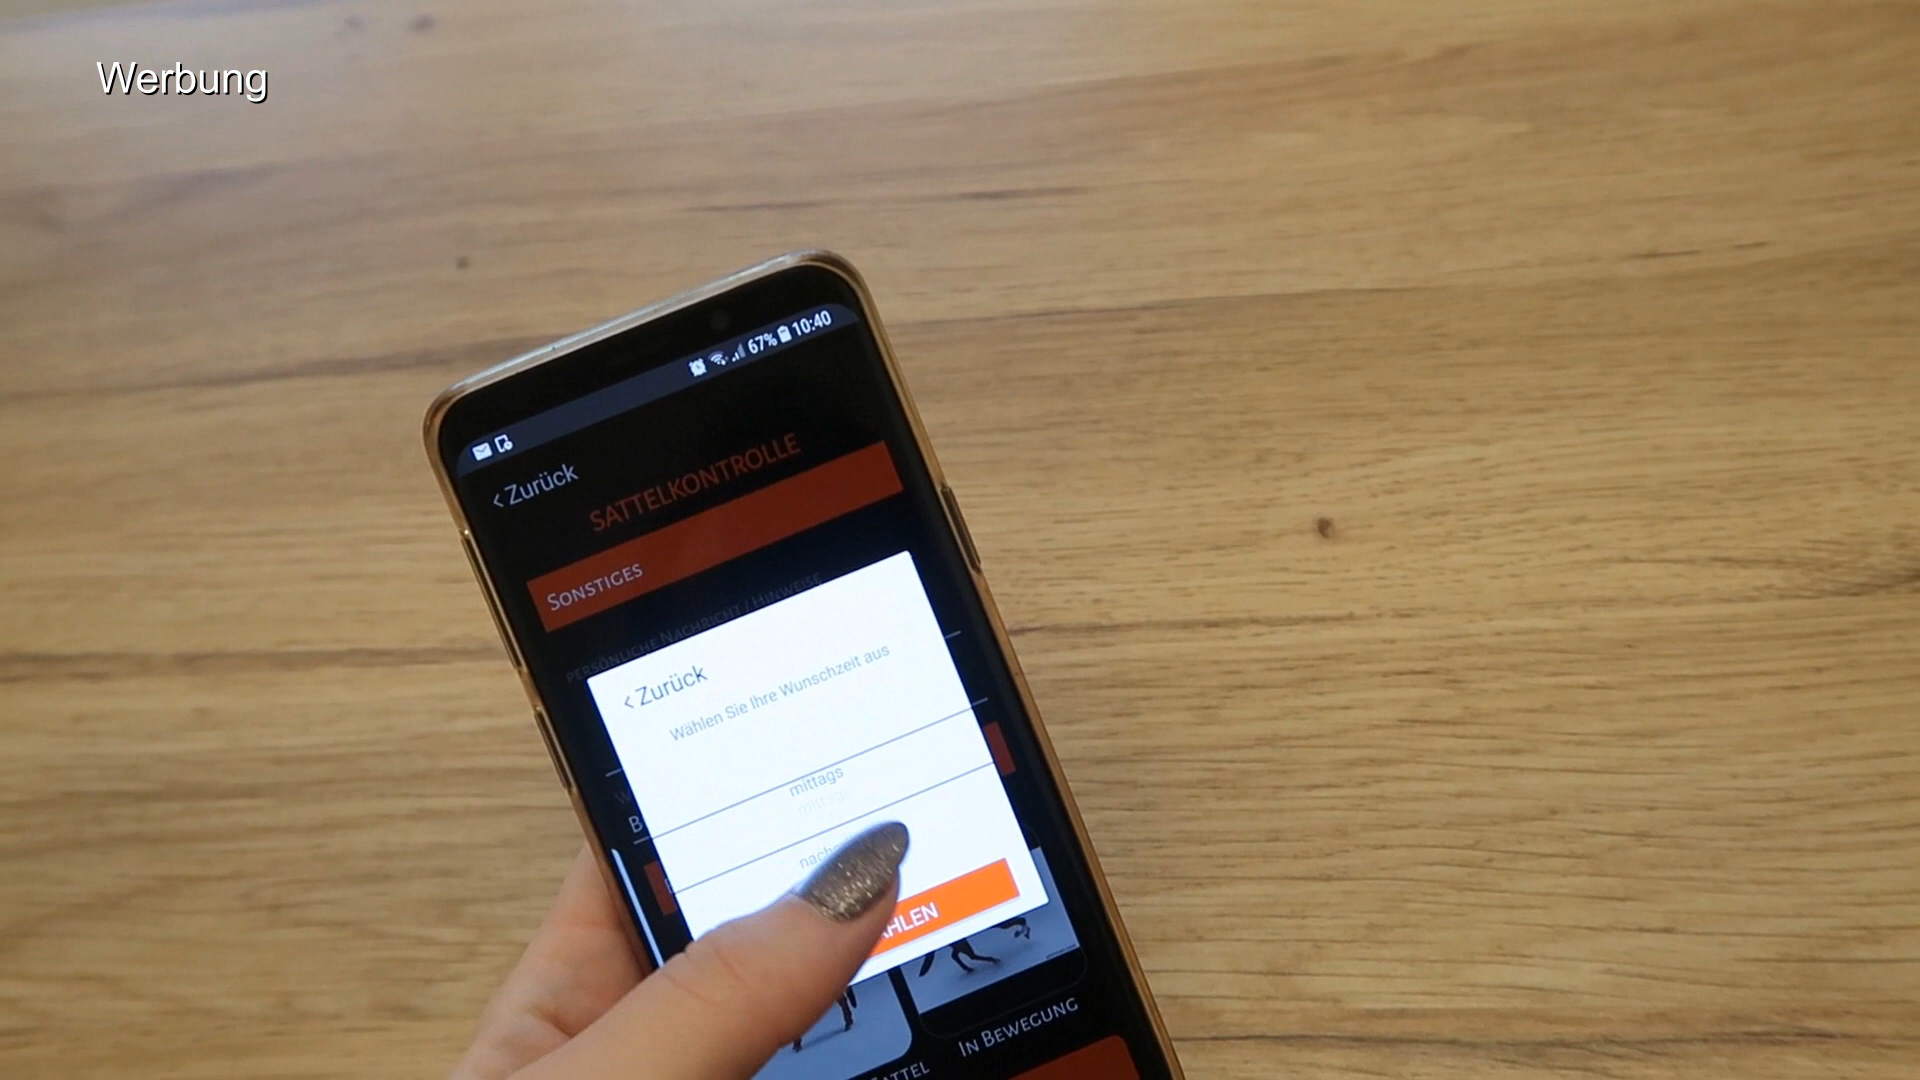 Werbung
67% 10:40
Zurück
SATTELKONTROLLE
SONSTIGES
PERSÖNLICHE NACHRICHT / HINWEISE
Zurück
Wählen Sie Ihre Wunschzeit aus
mittags
mittags
IN BEWEGUNG